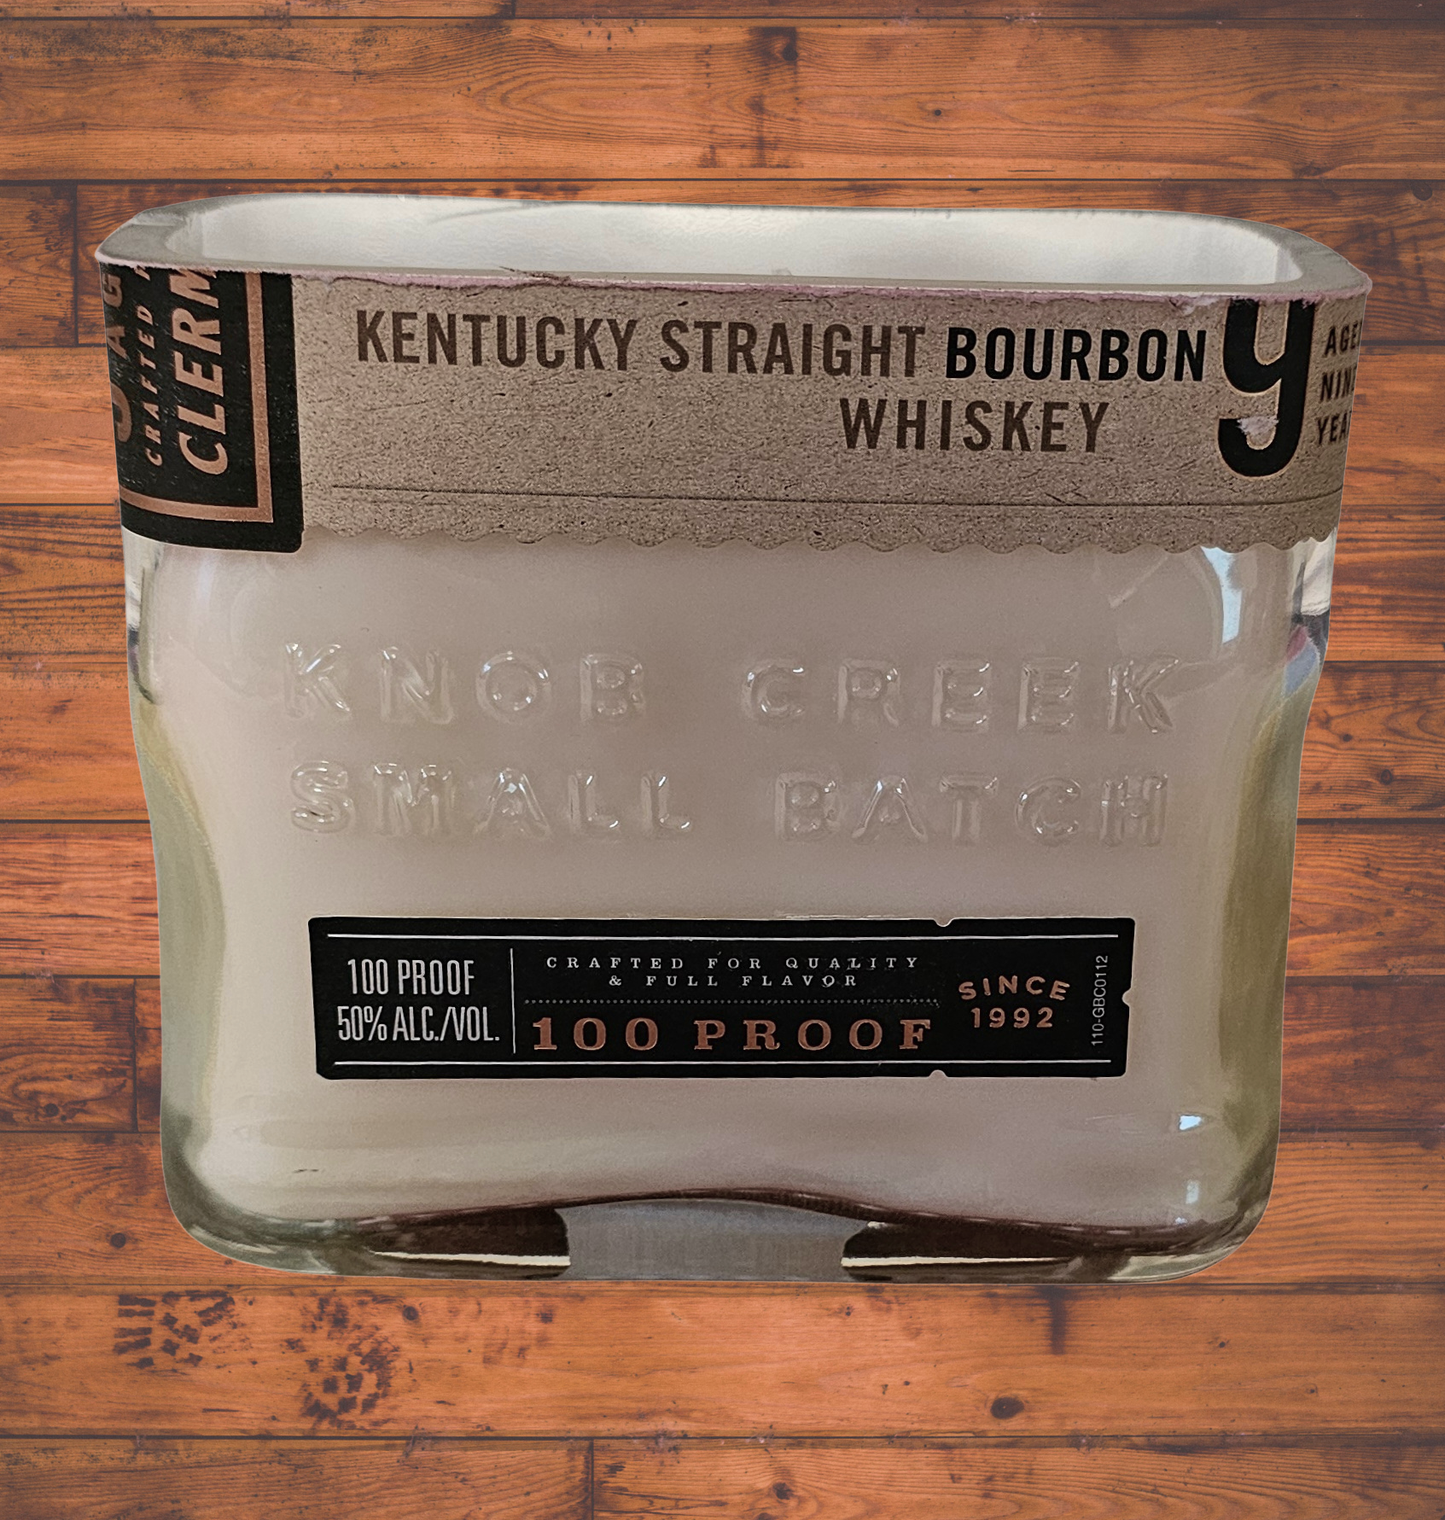 CRAFTED
KENTUCKY STRAIGHT BOURBON
WHISKEY
9
KNOB CREEK
SMALL BATCH
100 PROOF
50% ALC./VOL.
CRAFTED FOR QUALITY
& FULL FLAVOR
100 PROOF
SINCE
1992
110-GBC0112